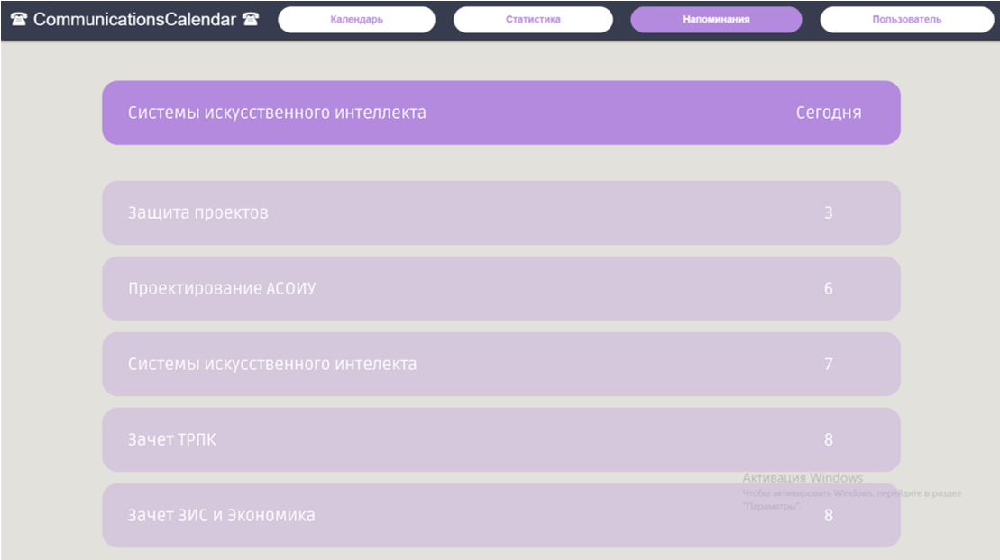 ☎ CommunicationsCalendar ☎ Календарь Статистика Напоминания Пользователь
Системы искусственного интеллекта Сегодня
Защита проектов 3
Проектирование АСОИУ 6
Системы искусственного интелекта 7
Зачет ТРПК 8
Активация Windows
Чтобы активировать Windows, перейдите в раздел
"Параметры".
Зачет ЗИС и Экономика 8